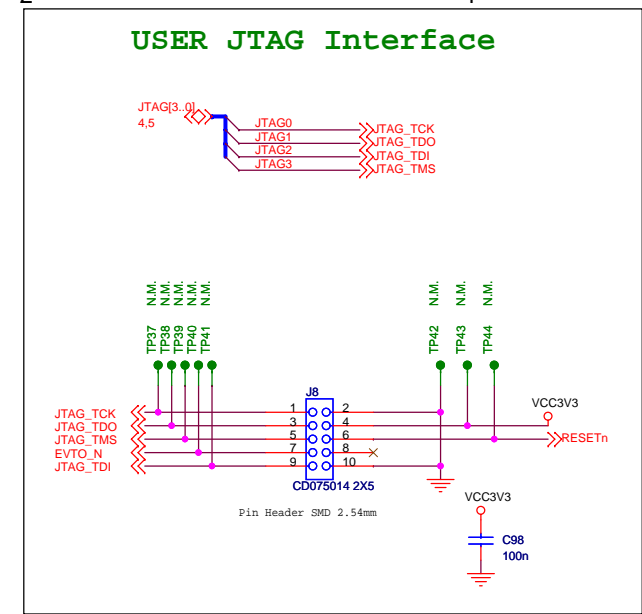 USER JTAG Interface
JTAG[3..0]
4,5
JTAG0 JTAG_TCK
JTAG1 JTAG_TDO
JTAG2 JTAG_TDI
JTAG3 JTAG_TMS
TP37 N.M.
TP38 N.M.
TP39 N.M.
TP40 N.M.
TP41 N.M.
TP42 N.M.
TP43 N.M.
TP44 N.M.
J8
VCC3V3
JTAG_TCK 1 2
JTAG_TDO 3 4
JTAG_TMS 5 6 RESETn
EVTO_N 7 8
JTAG_TDI 9 10
CD075014 2X5
Pin Header SMD 2.54mm
VCC3V3
C98
100n